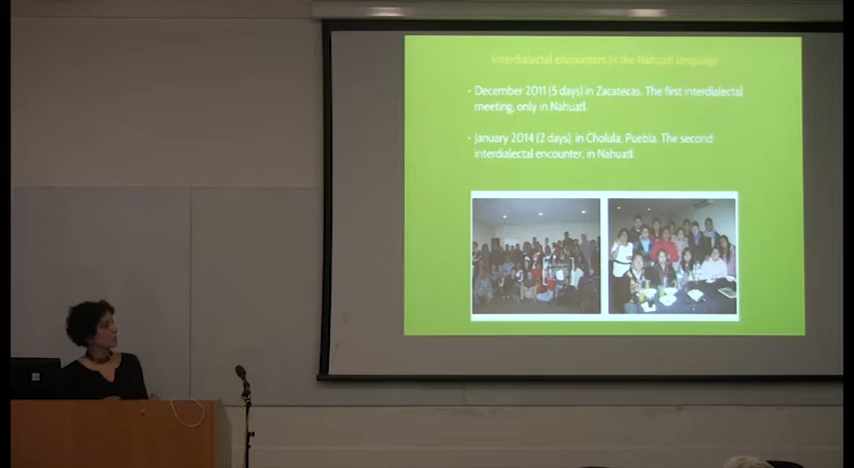 Interdialectal encounters in the Nahuatl language
• December 2011 (5 days) in Zacatecas. The first interdialectal
meeting, only in Nahuatl.
• January 2014 (2 days), in Cholula, Puebla. The second
interdialectal encounter, in Nahuatl.